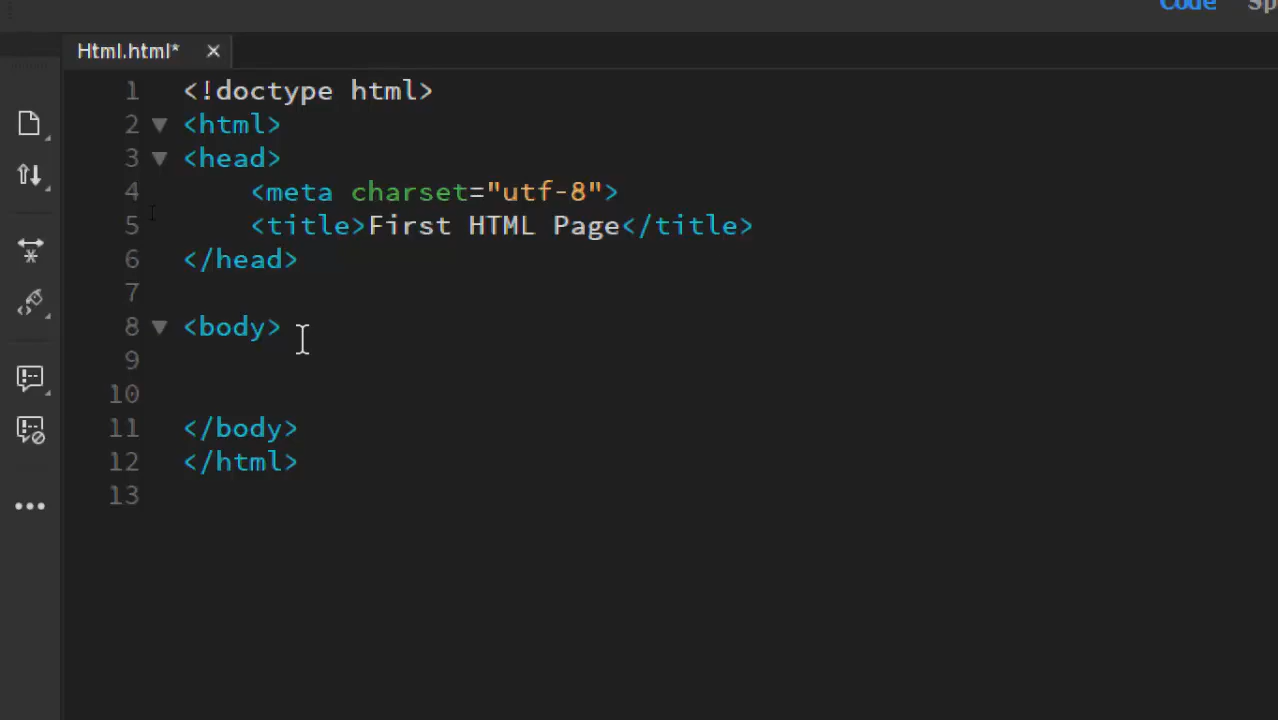 Code Sp
Html.html*
1 <!doctype html>
2 <html>
3 <head>
4 <meta charset="utf-8">
5 <title>First HTML Page</title>
6 </head>
7
8 <body>
9
10
11 </body>
12 </html>
13